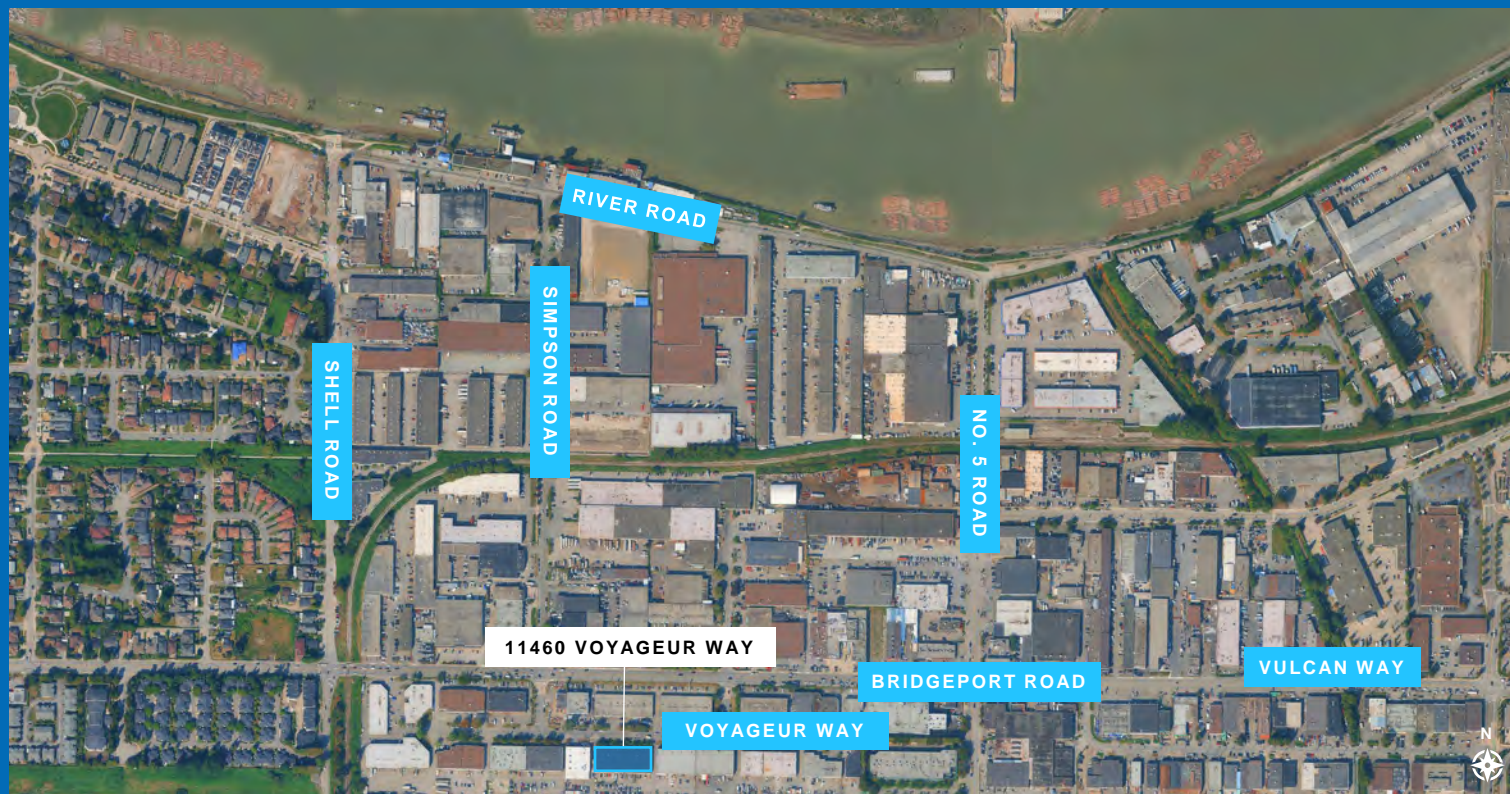 RIVER ROAD
SIMPSON ROAD
SHELL ROAD
NO. 5 ROAD
11460 VOYAGEUR WAY
BRIDGEPORT ROAD
VULCAN WAY
VOYAGEUR WAY
N